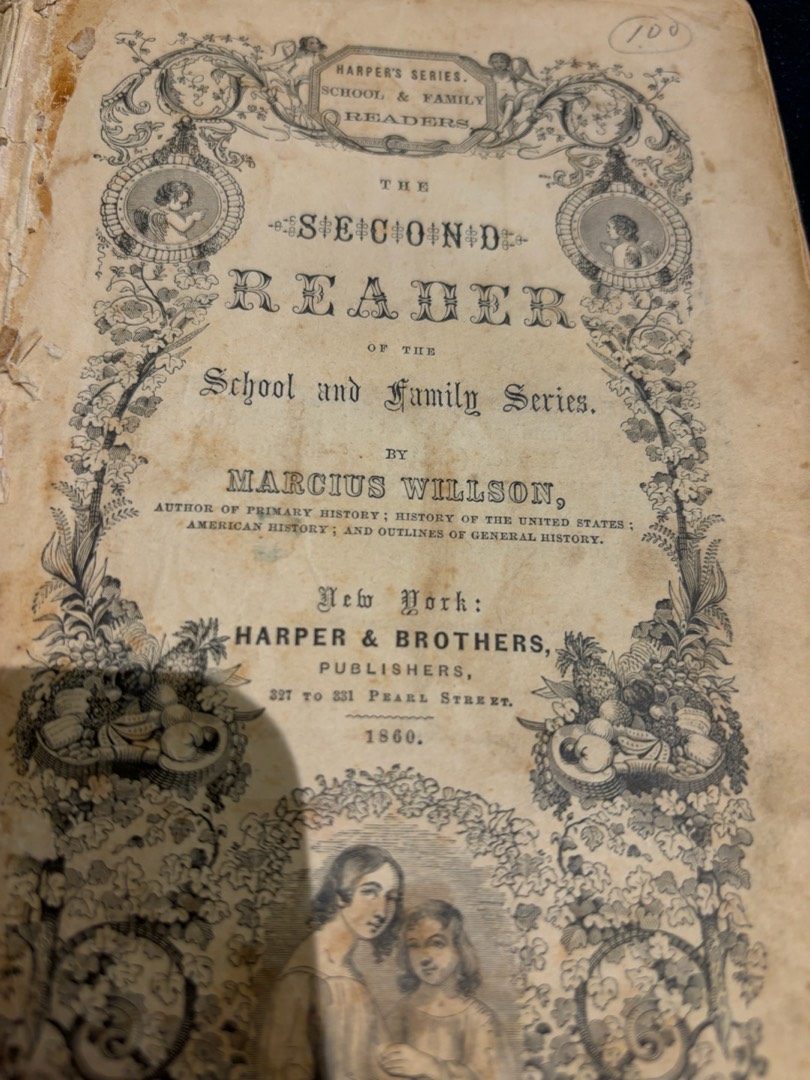 1.00
HARPER'S SERIES.
SCHOOL & FAMILY
READERS.
THE
SECOND
READER
OF THE
School and Family Series.
BY
MARCIUS WILLSON,
AUTHOR OF PRIMARY HISTORY; HISTORY OF THE UNITED STATES;
AMERICAN HISTORY; AND OUTLINES OF GENERAL HISTORY.
New York:
HARPER & BROTHERS,
PUBLISHERS,
327 TO 331 PEARL STREET.
1860.